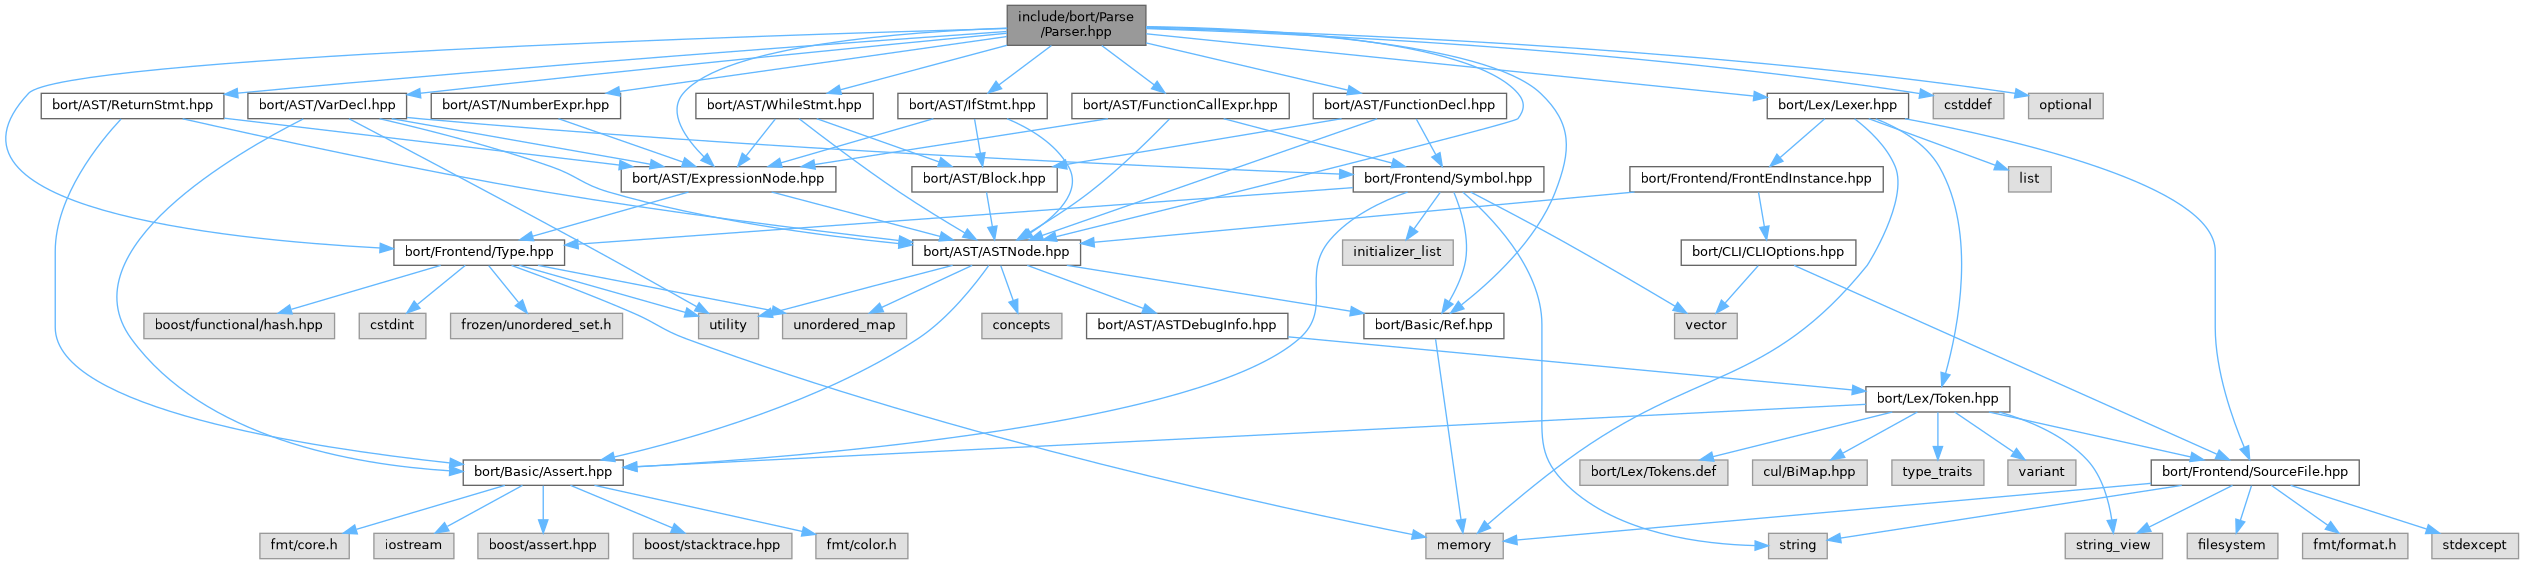 include/bort/Parse
/Parser.hpp
bort/AST/ReturnStmt.hpp
bort/AST/VarDecl.hpp
bort/AST/NumberExpr.hpp
bort/AST/WhileStmt.hpp
bort/AST/IfStmt.hpp
bort/AST/FunctionCallExpr.hpp
bort/AST/FunctionDecl.hpp
bort/Lex/Lexer.hpp
cstddef
optional
bort/AST/ExpressionNode.hpp
bort/AST/Block.hpp
bort/Frontend/Symbol.hpp
bort/Frontend/FrontEndInstance.hpp
list
bort/Frontend/Type.hpp
bort/AST/ASTNode.hpp
initializer_list
bort/CLI/CLIOptions.hpp
boost/functional/hash.hpp
cstdint
frozen/unordered_set.h
utility
unordered_map
concepts
bort/AST/ASTDebugInfo.hpp
bort/Basic/Ref.hpp
vector
bort/Lex/Token.hpp
bort/Basic/Assert.hpp
bort/Lex/Tokens.def
cul/BiMap.hpp
type_traits
variant
bort/Frontend/SourceFile.hpp
fmt/core.h
iostream
boost/assert.hpp
boost/stacktrace.hpp
fmt/color.h
memory
string
string_view
filesystem
fmt/format.h
stdexcept